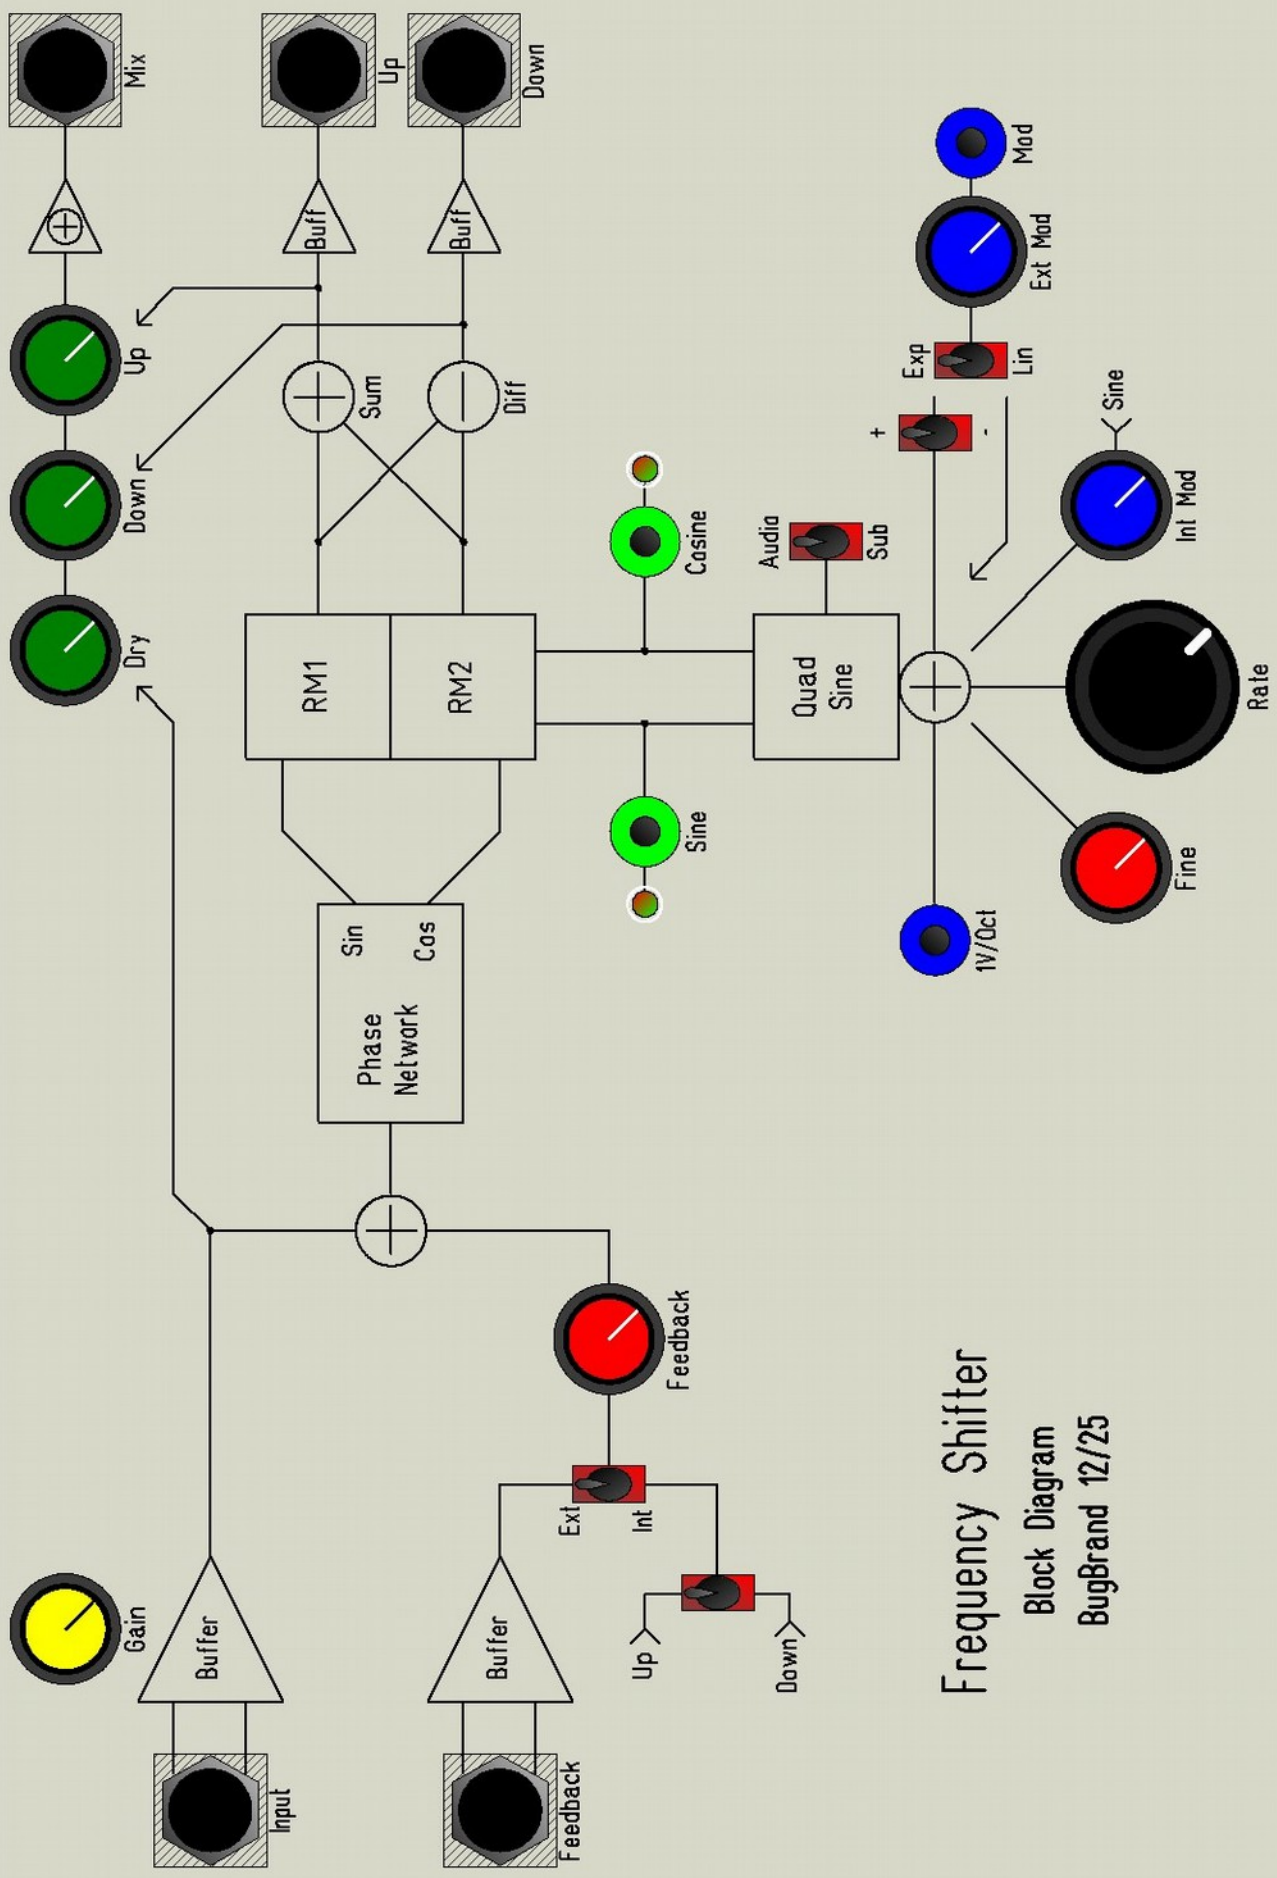 Gain
Dry
Down
Up
Mix
Buffer
Input
Sin
Cos
Phase
Network
RM1
RM2
Sum
Diff
Buff
Buff
Up
Down
Buffer
Feedback
Ext
Int
Feedback
Up
Down
Sine
Cosine
Quad
Sine
Audio
Sub
+
-
Exp
Lin
Ext Mod
Mod
1V/Oct
Fine
Rate
Int Mod
Sine
Frequency Shifter
Block Diagram
BugBrand 12/25